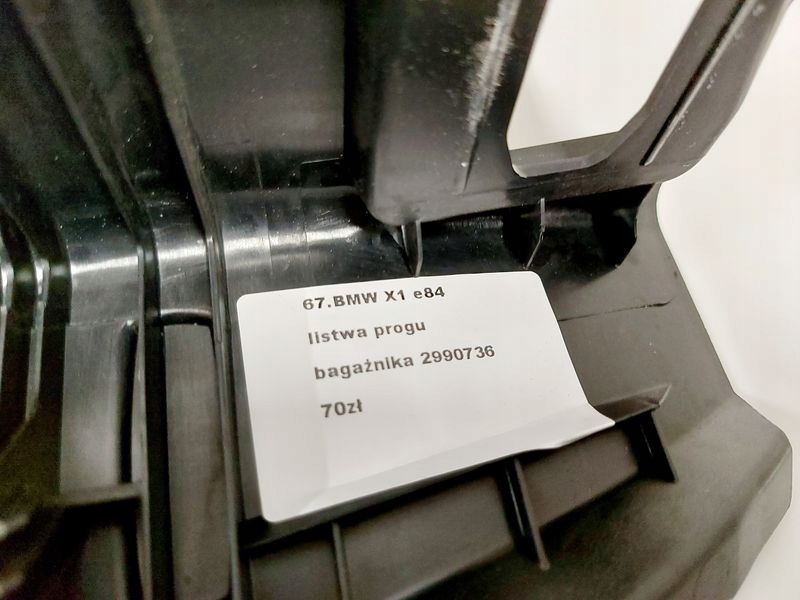 67.BMW X1 e84
listwa progu
bagażnika 2990736
70zł